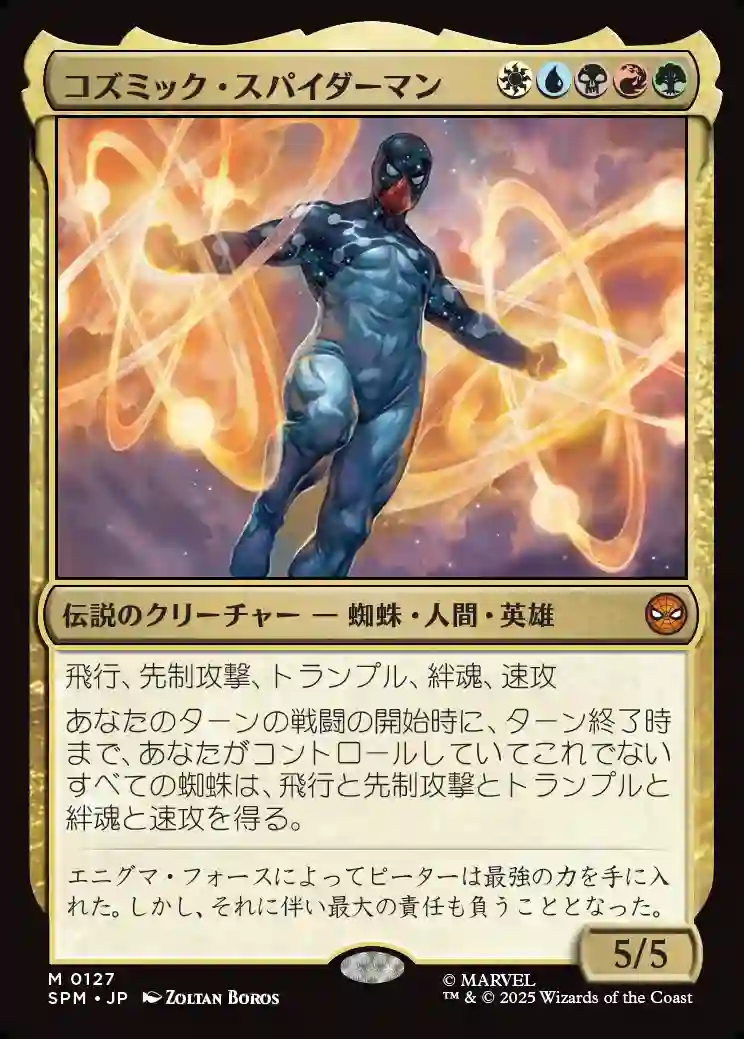 コズミック・スパイダーマン
伝説のクリーチャー — 蜘蛛・人間・英雄
飛行、先制攻撃、トランプル、絆魂、速攻
あなたのターンの戦闘の開始時に、ターン終了時
まで、あなたがコントロールしていてこれでない
すべての蜘蛛は、飛行と先制攻撃とトランプルと
絆魂と速攻を得る。
エニグマ・フォースによってピーターは最強の力を手に入
れた。しかし、それに伴い最大の責任も負うこととなった。
5/5
M 0127
SPM • JP ZOLTAN BOROS
© MARVEL
™ & © 2025 Wizards of the Coast